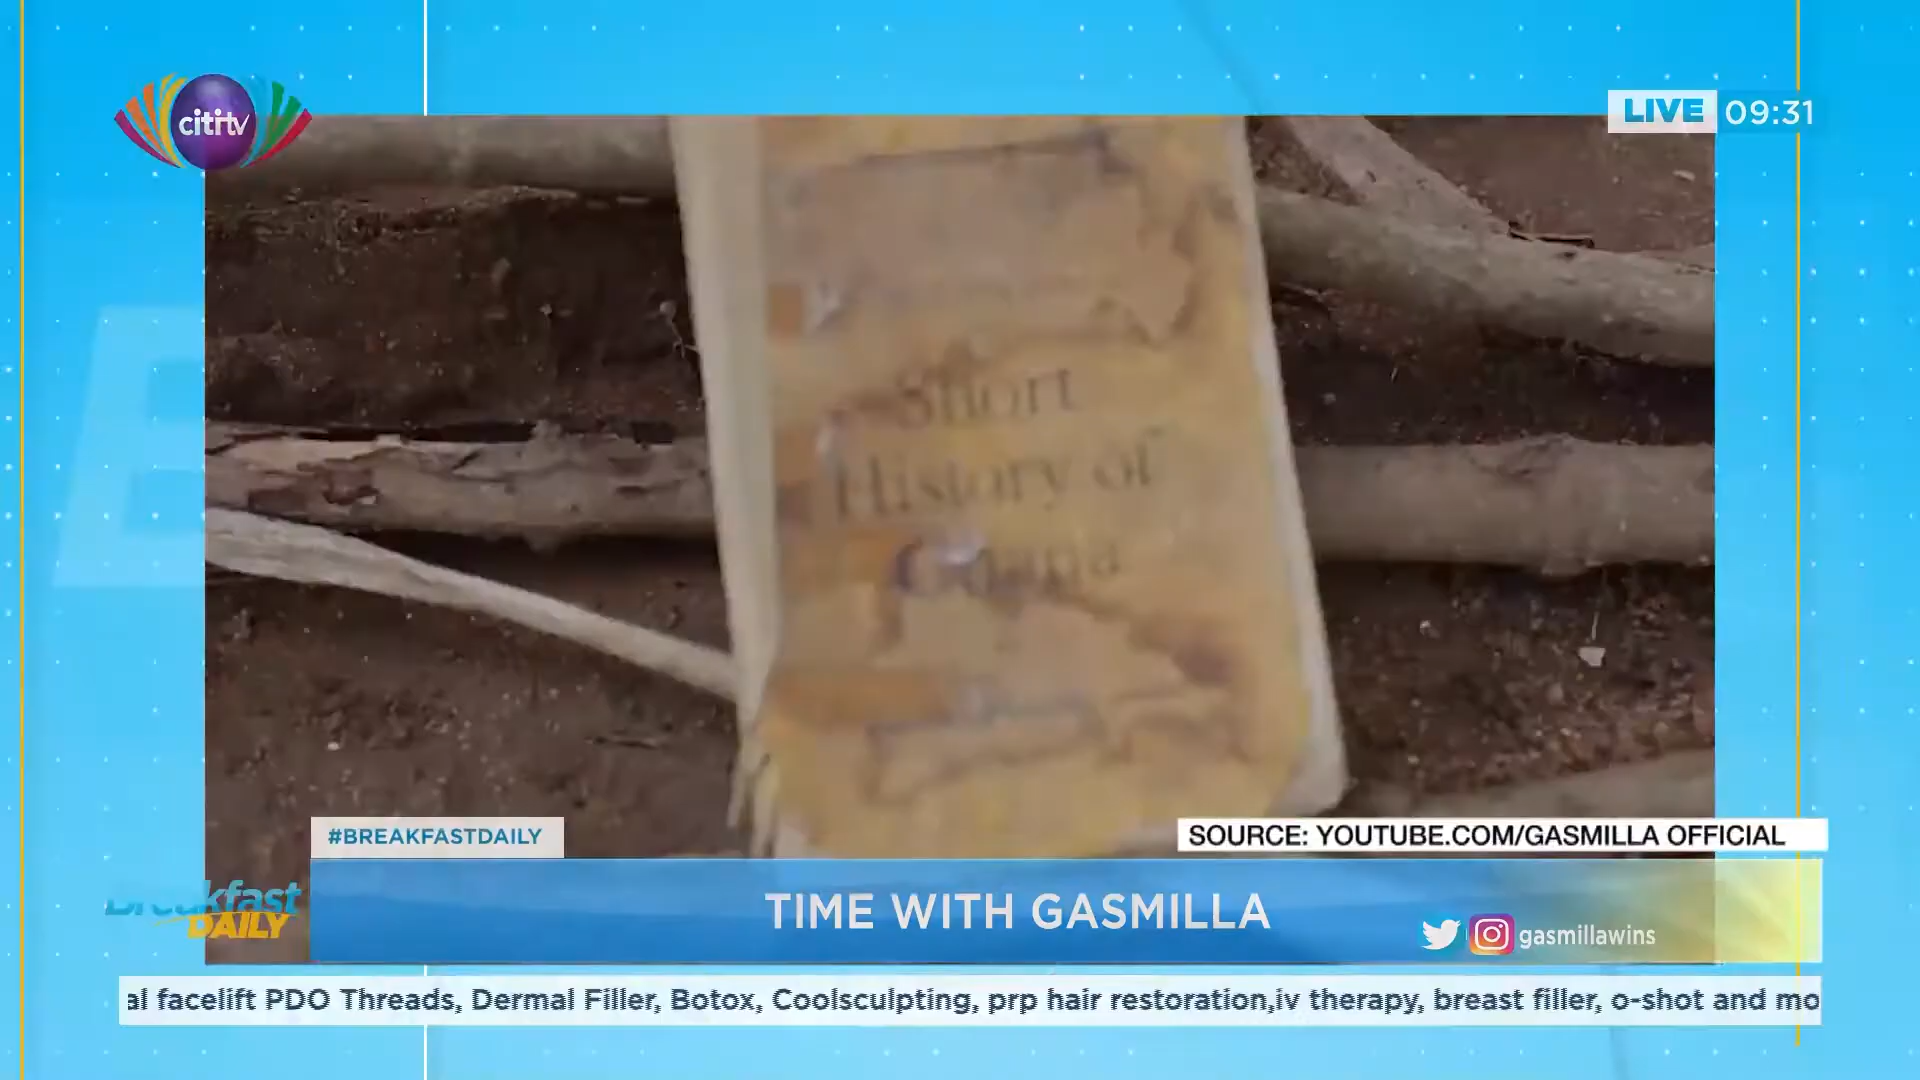 citi tv
LIVE 09:31
Short
History of
Ghana
#BREAKFASTDAILY
SOURCE: YOUTUBE.COM/GASMILLA OFFICIAL
Breakfast
DAILY
TIME WITH GASMILLA
gasmillawins
al facelift PDO Threads, Dermal Filler, Botox, Coolsculpting, prp hair restoration,iv therapy, breast filler, o-shot and mo